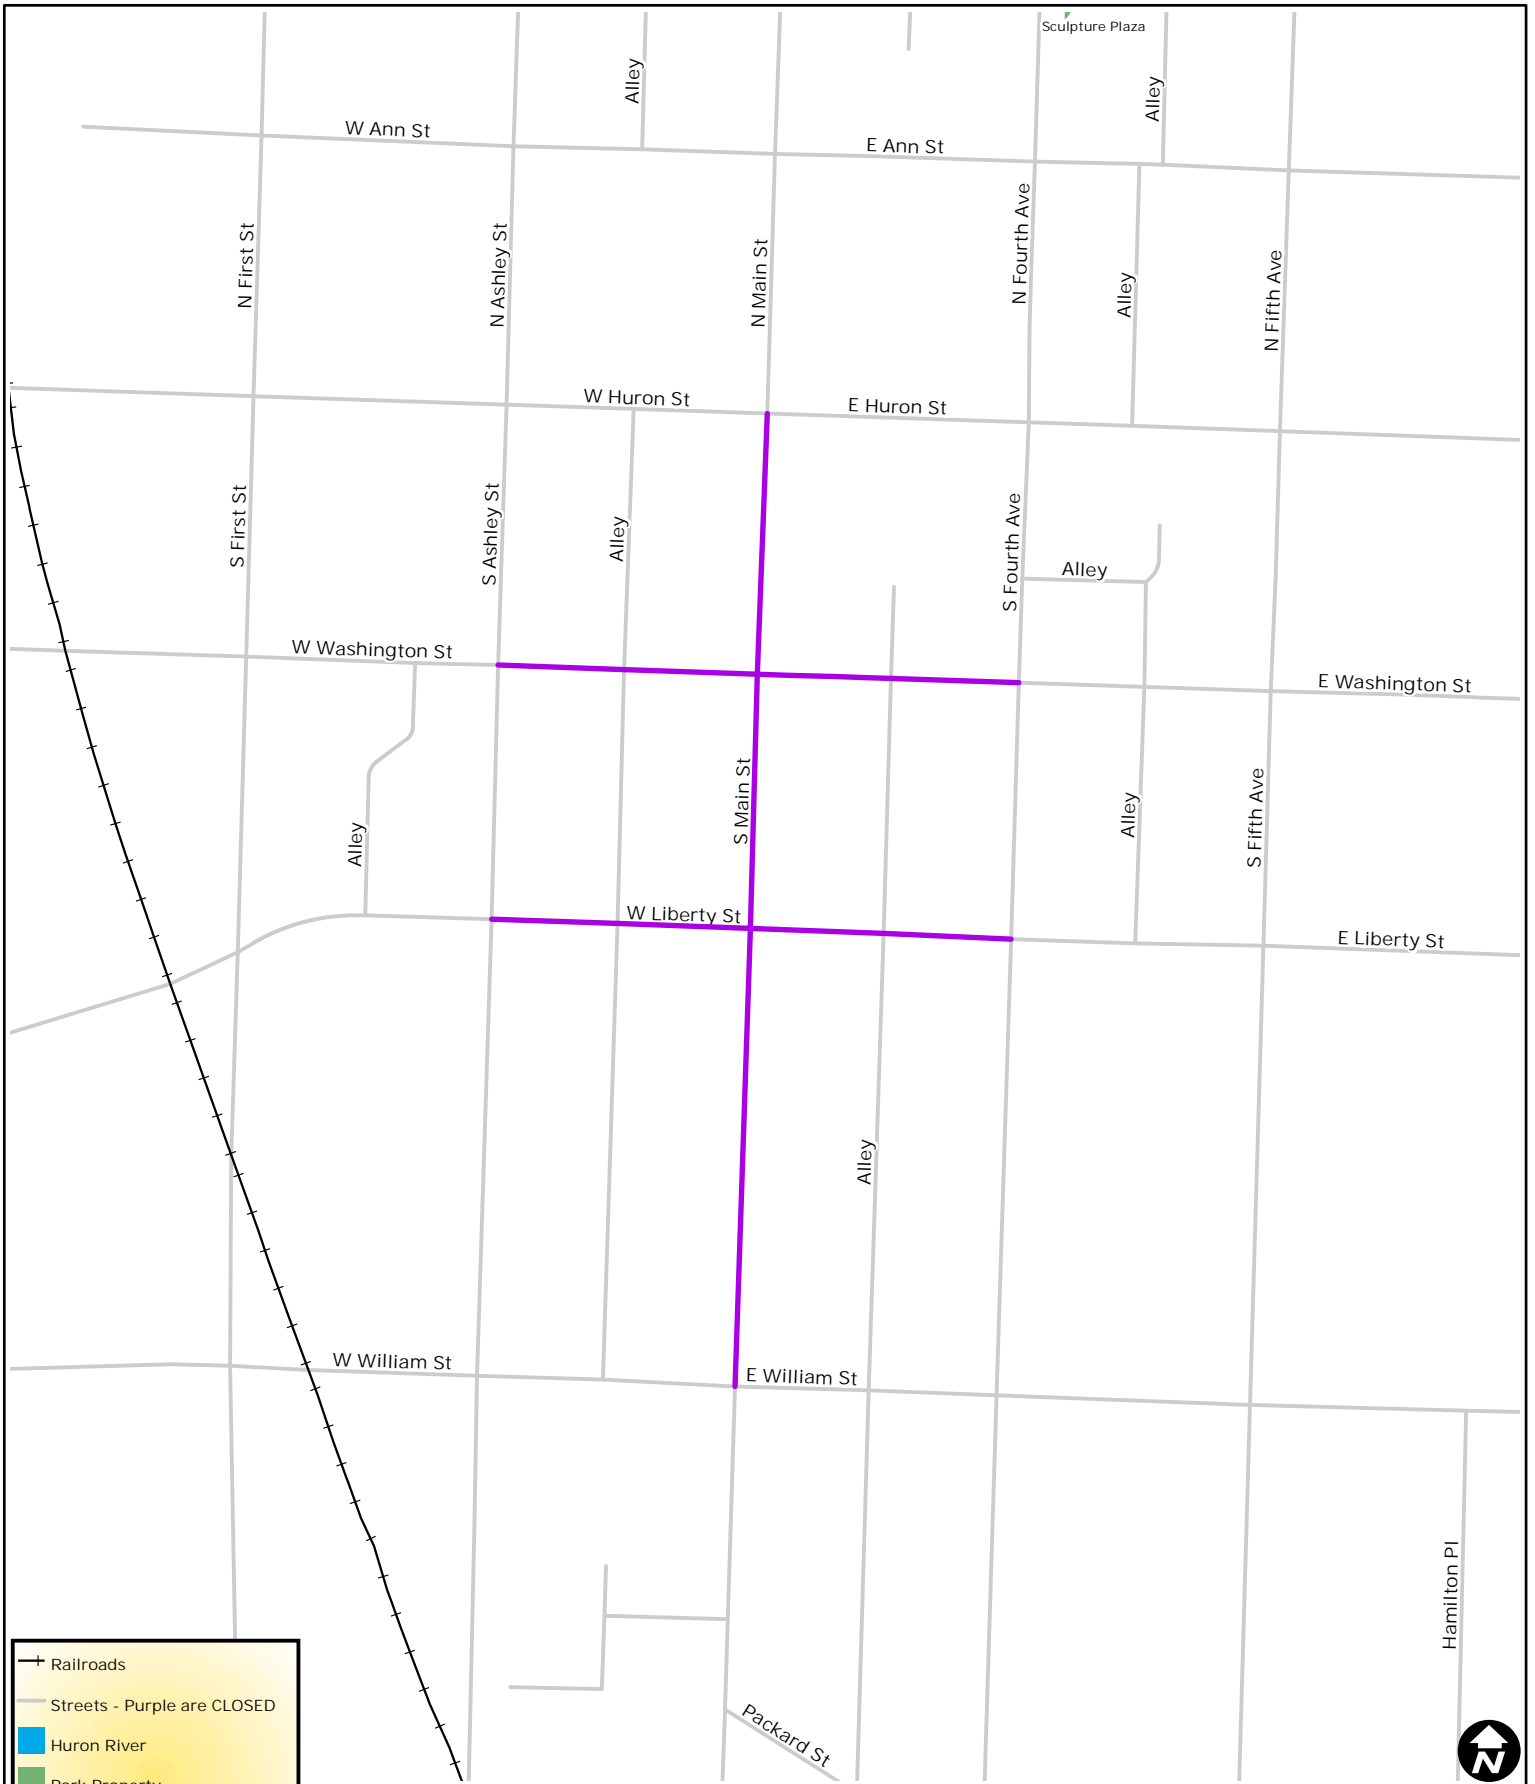 Sculpture Plaza
Alley
Alley
W Ann St
E Ann St
N First St
N Ashley St
N Main St
N Fourth Ave
Alley
N Fifth Ave
W Huron St
E Huron St
S First St
S Ashley St
Alley
S Fourth Ave
Alley
W Washington St
E Washington St
S Main St
Alley
Alley
S Fifth Ave
W Liberty St
E Liberty St
Alley
W William St
E William St
Hamilton Pl
Packard St
Railroads
Streets - Purple are CLOSED
Huron River
Park Property
N